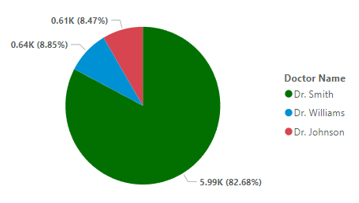 0.61K (8.47%)
0.64K (8.85%)
5.99K (82.68%)
Doctor Name
Dr. Smith
Dr. Williams
Dr. Johnson